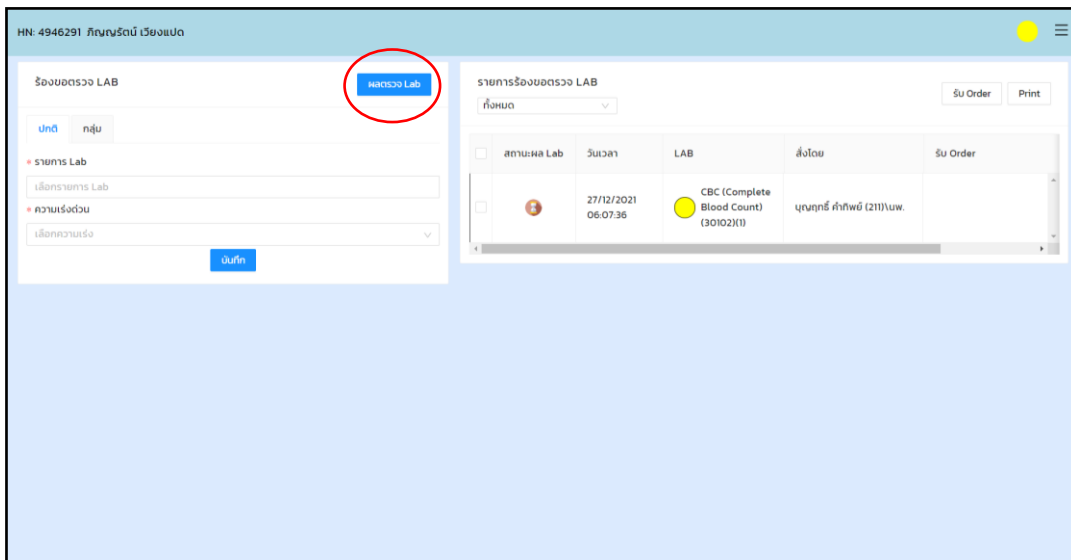 HN: 4946291 ภิญญรัตน์ เวียงแปด
ร้องขอตรวจ LAB
ผลตรวจ Lab
ปกติ
กลุ่ม
* รายการ Lab
เลือกรายการ Lab
* ความเร่งด่วน
เลือกความเร่ง
บันทึก
รายการร้องขอตรวจ LAB
ทั้งหมด
รับ Order
Print
สถานะผล Lab
วันเวลา
LAB
สั่งโดย
รับ Order
27/12/2021
06:07:36
CBC (Complete
Blood Count)
(30102)(1)
บุญฤทธิ์ คำทิพย์ (211)\นพ.